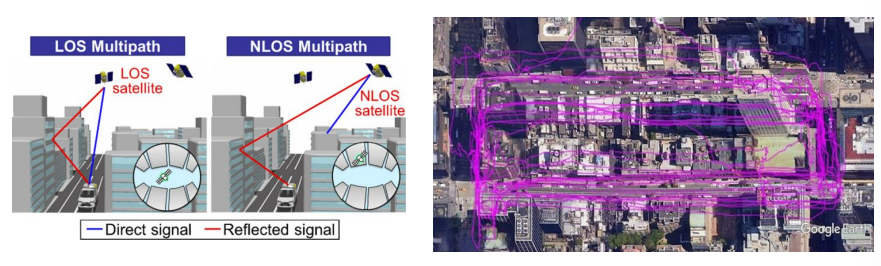 LOS Multipath
NLOS Multipath
LOS
satellite
NLOS
satellite
Direct signal
Reflected signal
Google Earth